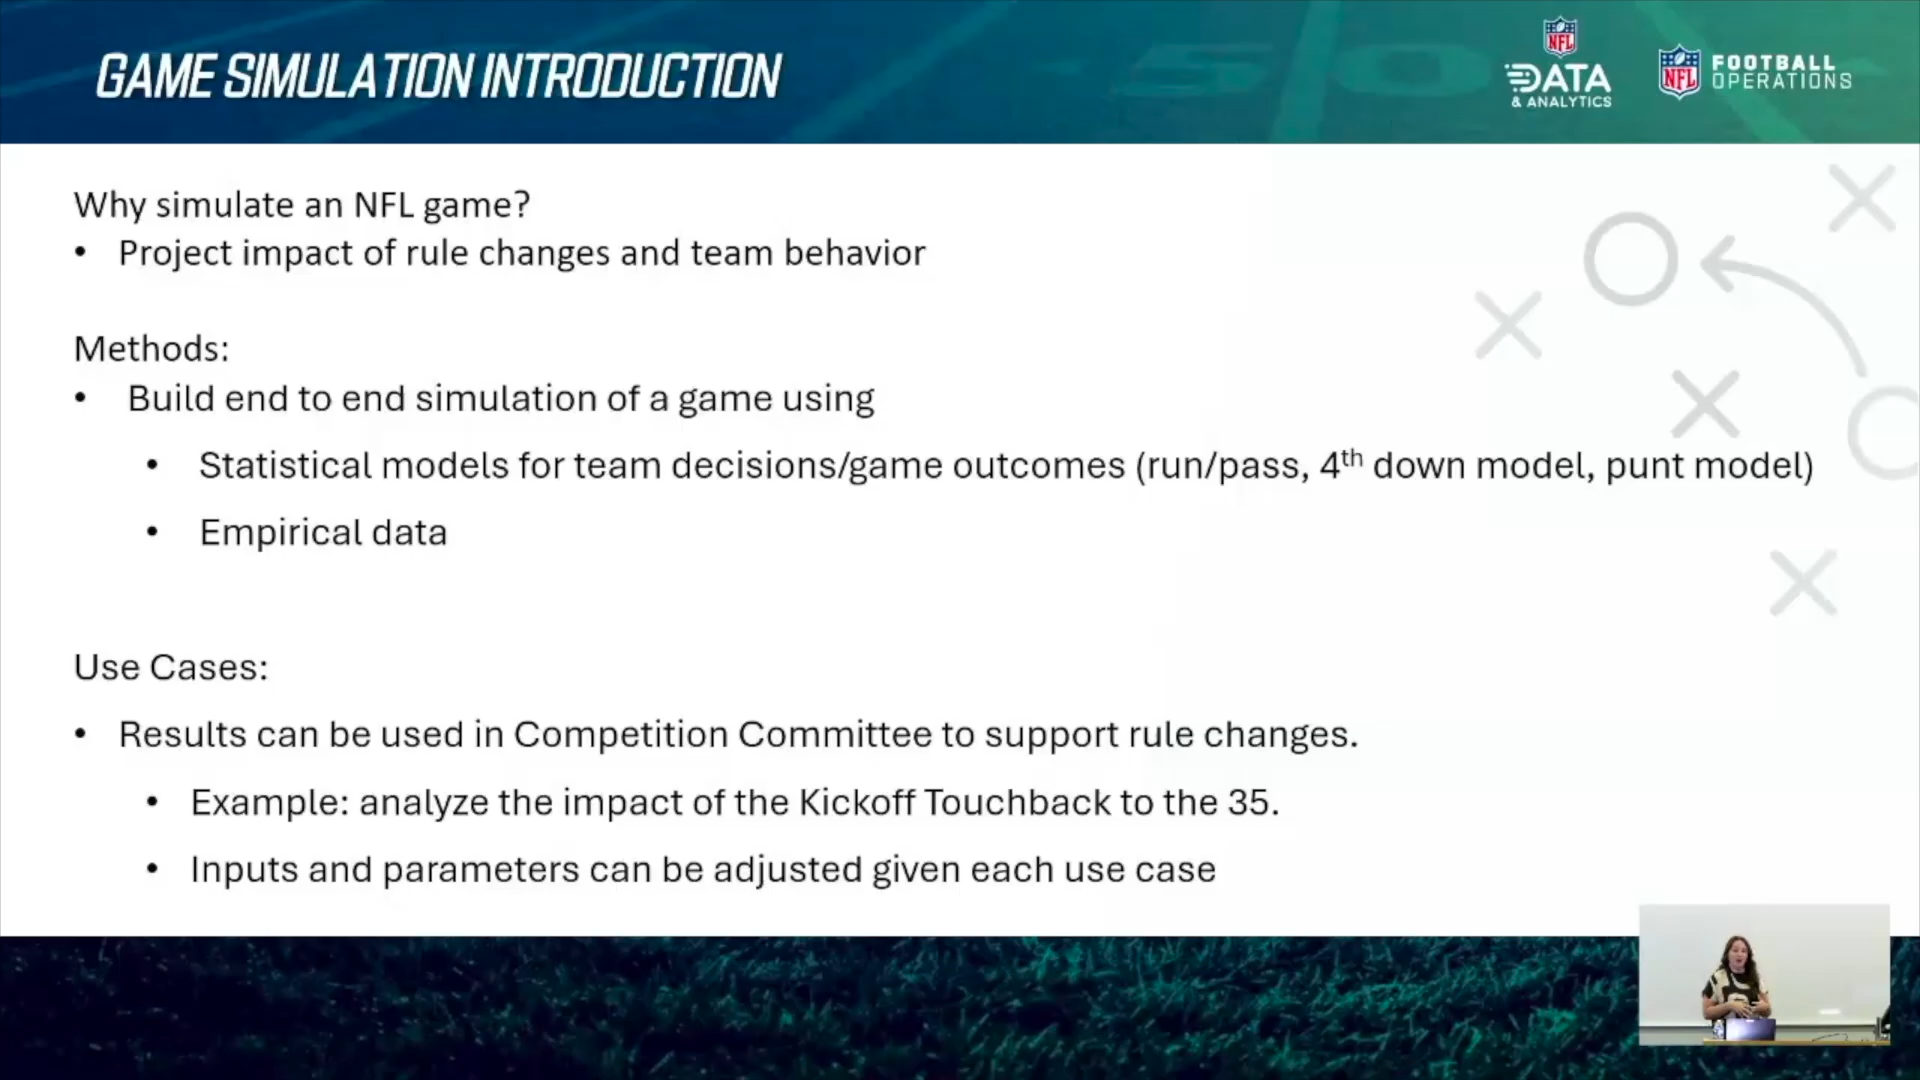 GAME SIMULATION INTRODUCTION
NFL
DATA
& ANALYTICS
NFL
FOOTBALL
OPERATIONS
50
Why simulate an NFL game?
• Project impact of rule changes and team behavior
Methods:
• Build end to end simulation of a game using
• Statistical models for team decisions/game outcomes (run/pass, 4th down model, punt model)
• Empirical data
Use Cases:
• Results can be used in Competition Committee to support rule changes.
• Example: analyze the impact of the Kickoff Touchback to the 35.
• Inputs and parameters can be adjusted given each use case